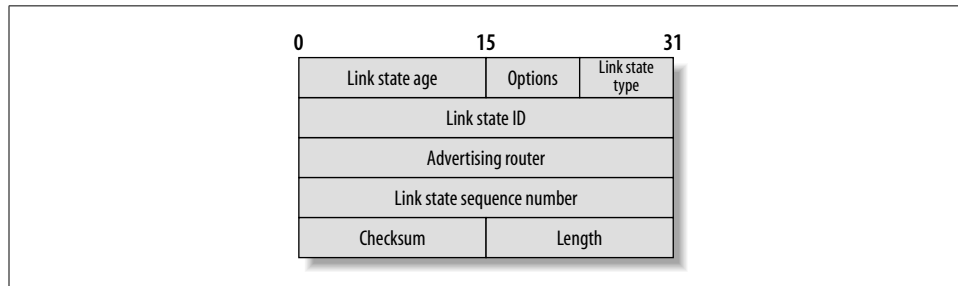 0 15 31
Link state age Options Link state
type
Link state ID
Advertising router
Link state sequence number
Checksum Length